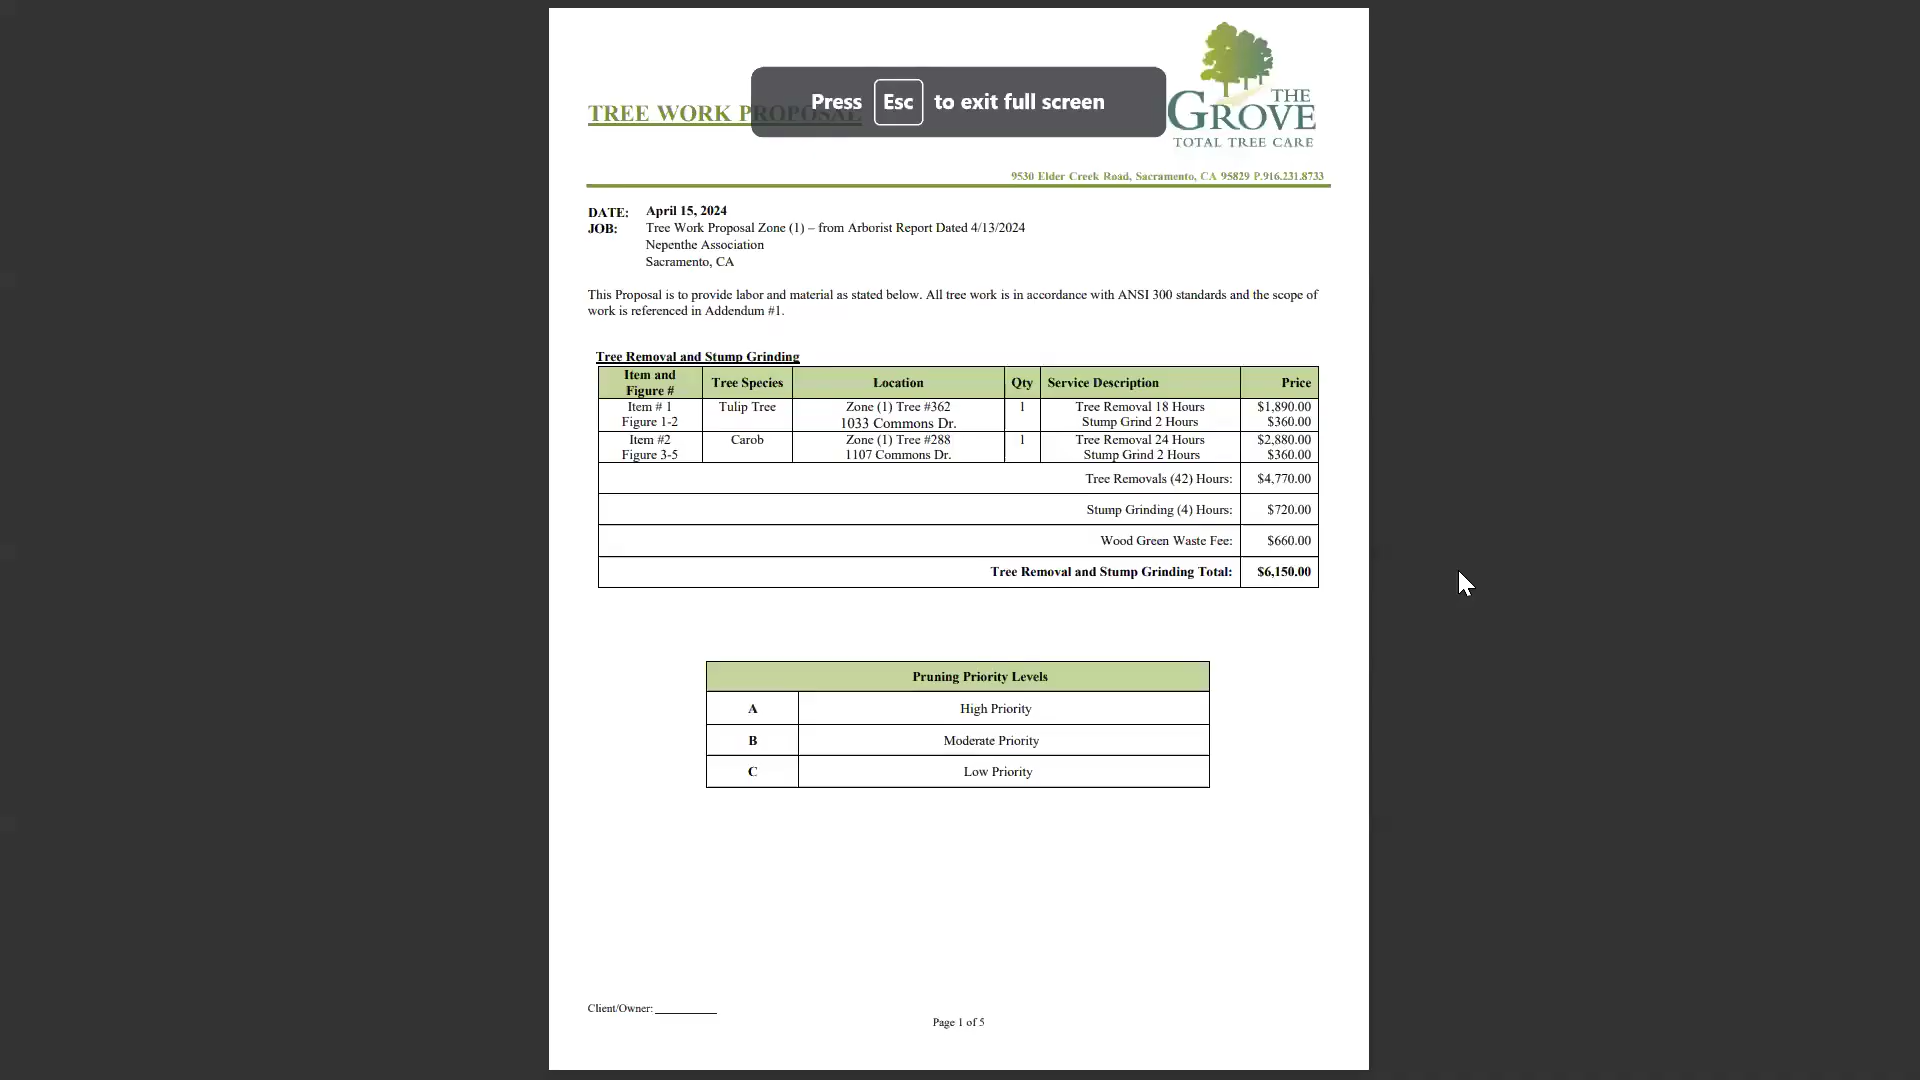 Press Esc to exit full screen
TREE WORK PROPOSAL
THE
GROVE
TOTAL TREE CARE
9530 Elder Creek Road, Sacramento, CA 95829 P.916.231.8733
DATE: April 15, 2024
JOB: Tree Work Proposal Zone (1) – from Arborist Report Dated 4/13/2024
Nepenthe Association
Sacramento, CA
This Proposal is to provide labor and material as stated below. All tree work is in accordance with ANSI 300 standards and the scope of
work is referenced in Addendum #1.
Tree Removal and Stump Grinding
Item and Figure # Tree Species Location Qty Service Description Price
Item # 1 Tulip Tree Zone (1) Tree #362 1 Tree Removal 18 Hours $1,890.00
Figure 1-2 1033 Commons Dr. Stump Grind 2 Hours $360.00
Item #2 Carob Zone (1) Tree #288 1 Tree Removal 24 Hours $2,880.00
Figure 3-5 1107 Commons Dr. Stump Grind 2 Hours $360.00
Tree Removals (42) Hours: $4,770.00
Stump Grinding (4) Hours: $720.00
Wood Green Waste Fee: $660.00
Tree Removal and Stump Grinding Total: $6,150.00
Pruning Priority Levels
A High Priority
B Moderate Priority
C Low Priority
Client/Owner: __________
Page 1 of 5